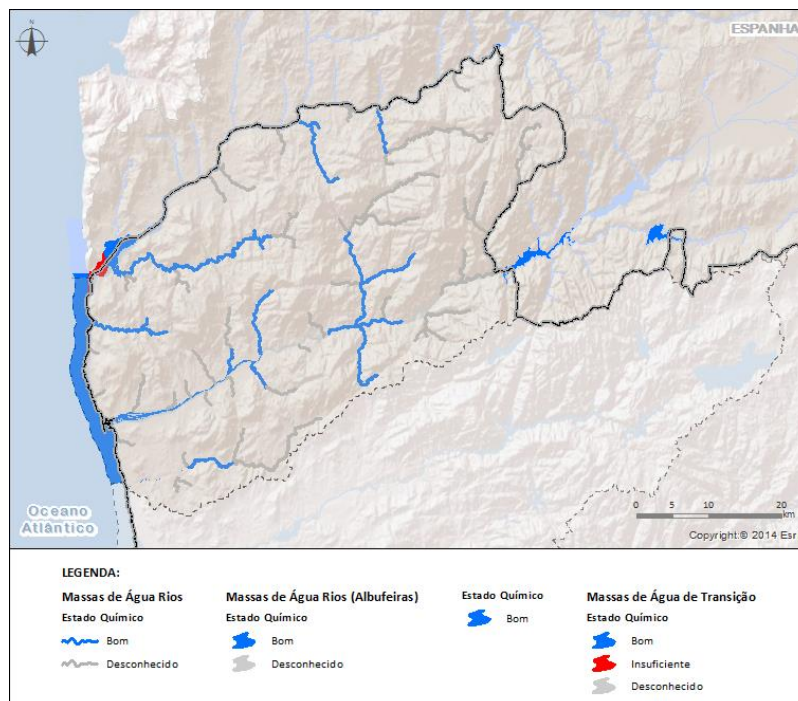 N
ESPANHA
Oceano
Atlântico
0 5 10 20
km
Copyright:© 2014 Esr
LEGENDA:
Massas de Água Rios
Estado Químico
Bom
Desconhecido
Massas de Água Rios (Albufeiras)
Estado Químico
Bom
Desconhecido
Estado Químico
Bom
Massas de Água de Transição
Estado Químico
Bom
Insuficiente
Desconhecido